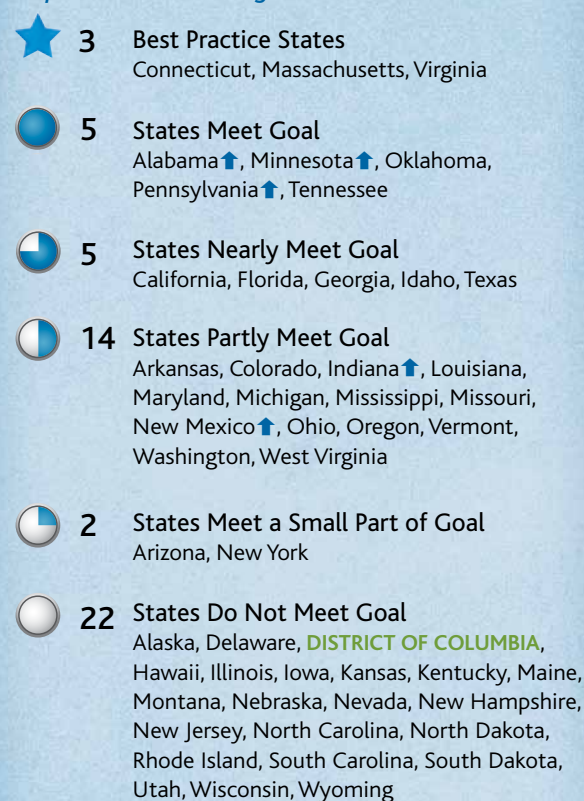 3 Best Practice States
Connecticut, Massachusetts, Virginia
5 States Meet Goal
Alabama⬆, Minnesota⬆, Oklahoma,
Pennsylvania⬆, Tennessee
5 States Nearly Meet Goal
California, Florida, Georgia, Idaho, Texas
14 States Partly Meet Goal
Arkansas, Colorado, Indiana⬆, Louisiana,
Maryland, Michigan, Mississippi, Missouri,
New Mexico⬆, Ohio, Oregon, Vermont,
Washington, West Virginia
2 States Meet a Small Part of Goal
Arizona, New York
22 States Do Not Meet Goal
Alaska, Delaware, DISTRICT OF COLUMBIA,
Hawaii, Illinois, Iowa, Kansas, Kentucky, Maine,
Montana, Nebraska, Nevada, New Hampshire,
New Jersey, North Carolina, North Dakota,
Rhode Island, South Carolina, South Dakota,
Utah, Wisconsin, Wyoming